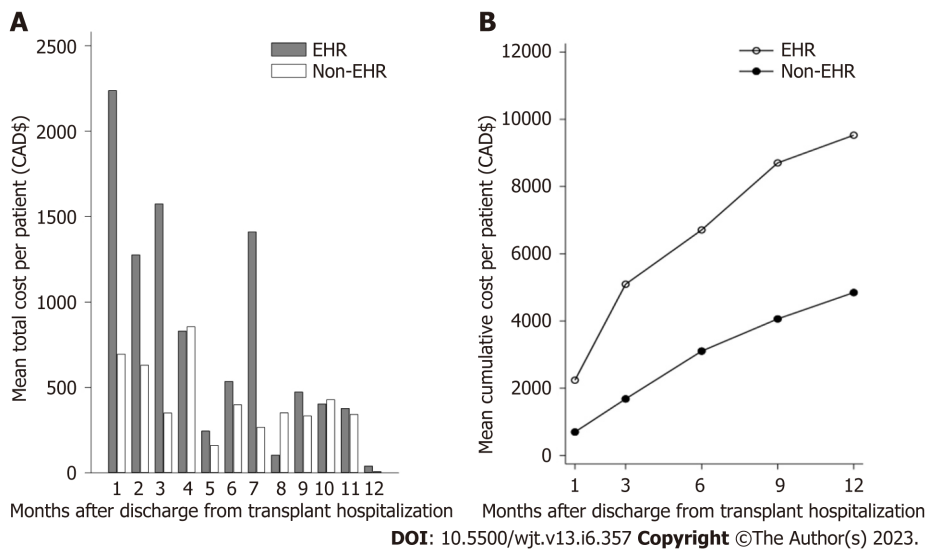 A
EHR
Non-EHR
Mean total cost per patient (CAD$)
2500
2000
1500
1000
500
0
1 2 3 4 5 6 7 8 9 10 11 12
Months after discharge from transplant hospitalization
B
EHR
Non-EHR
Mean cumulative cost per patient (CAD$)
12000
10000
8000
6000
4000
2000
0
1 3 6 9 12
Months after discharge from transplant hospitalization
DOI: 10.5500/wjt.v13.i6.357 Copyright ©The Author(s) 2023.